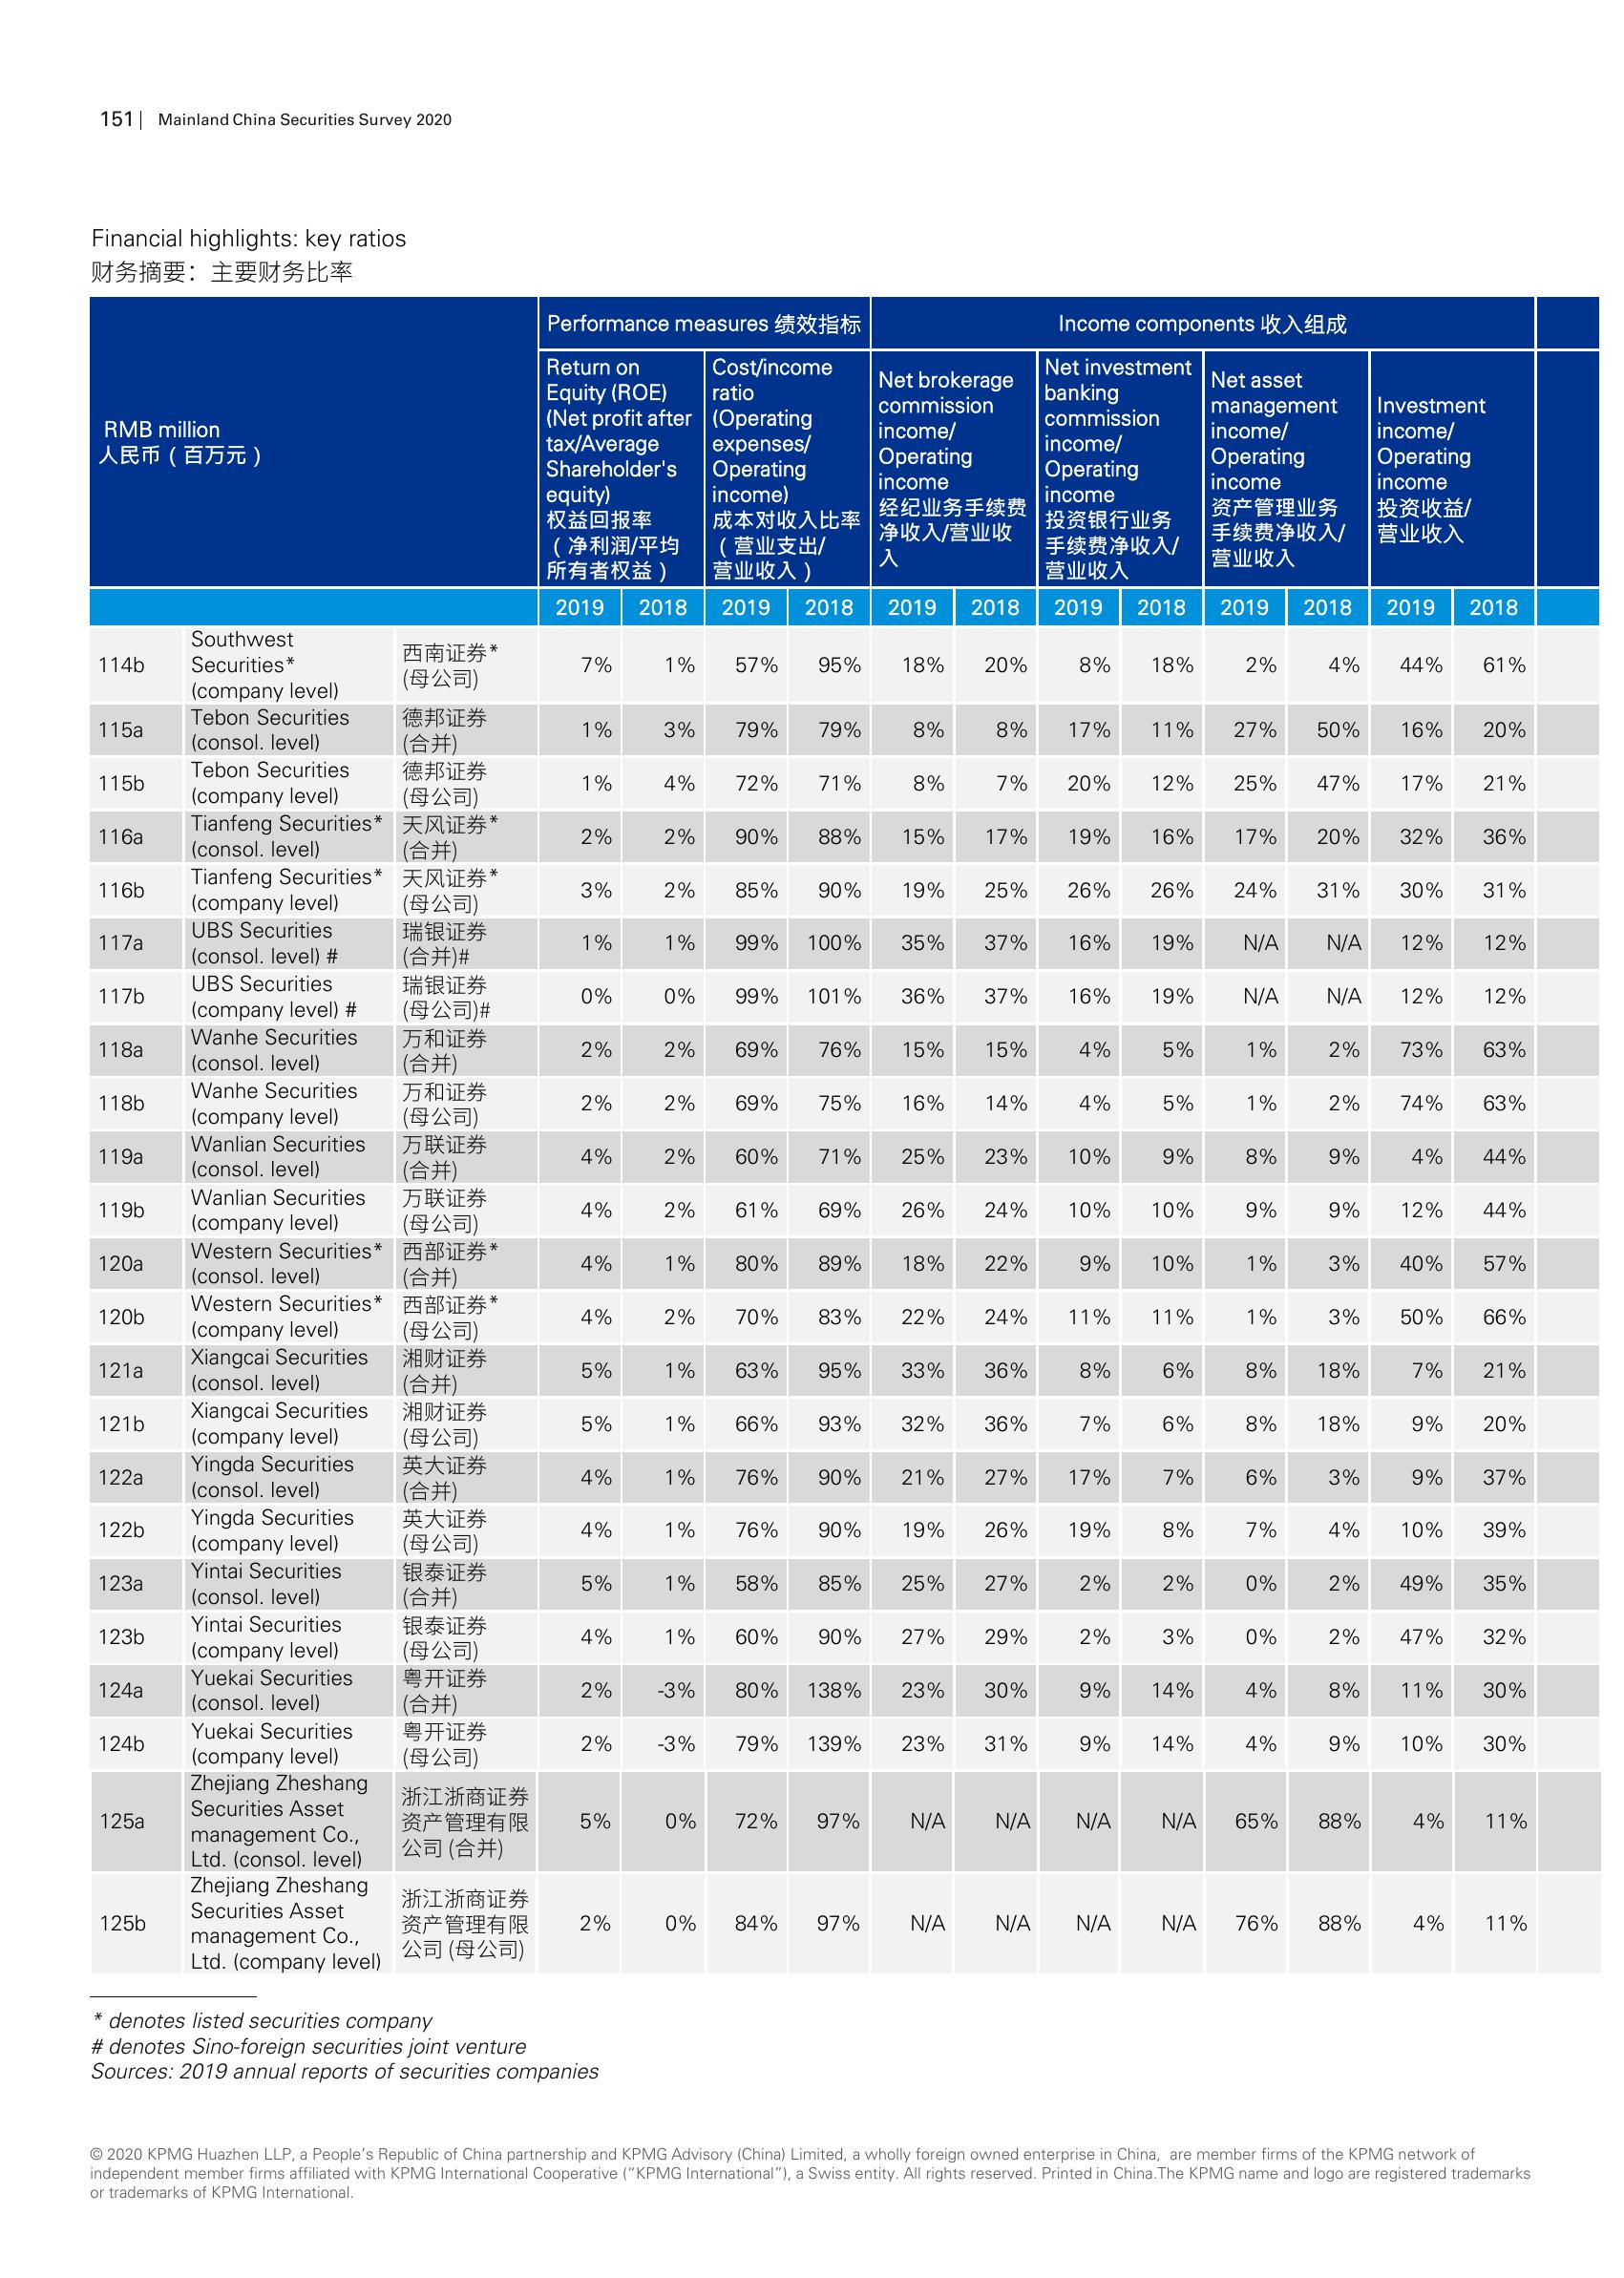 151 | Mainland China Securities Survey 2020
Financial highlights: key ratios
财务摘要：主要财务比率
RMB million
人民币（百万元）
Performance measures 绩效指标
Income components 收入组成
Return on
Equity (ROE)
(Net profit after
tax/Average
Shareholder's
equity)
权益回报率
（净利润/平均
所有者权益）
Cost/income
ratio
(Operating
expenses/
Operating
income)
成本对收入比率
（营业支出/
营业收入）
Net brokerage
commission
income/
Operating
income
经纪业务手续费
净收入/营业收
入
Net investment
banking
commission
income/
Operating
income
投资银行业务
手续费净收入/
营业收入
Net asset
management
income/
Operating
income
资产管理业务
手续费净收入/
营业收入
Investment
income/
Operating
income
投资收益/
营业收入
2019 2018 2019 2018 2019 2018 2019 2018 2019 2018 2019 2018
114b Southwest Securities* (company level) 西南证券* (母公司) 7% 1% 57% 95% 18% 20% 8% 18% 2% 4% 44% 61%
115a Tebon Securities (consol. level) 德邦证券 (合并) 1% 3% 79% 79% 8% 8% 17% 11% 27% 50% 16% 20%
115b Tebon Securities (company level) 德邦证券 (母公司) 1% 4% 72% 71% 8% 7% 20% 12% 25% 47% 17% 21%
116a Tianfeng Securities* (consol. level) 天风证券* (合并) 2% 2% 90% 88% 15% 17% 19% 16% 17% 20% 32% 36%
116b Tianfeng Securities* (company level) 天风证券* (母公司) 3% 2% 85% 90% 19% 25% 26% 26% 24% 31% 30% 31%
117a UBS Securities (consol. level) # 瑞银证券 (合并)# 1% 1% 99% 100% 35% 37% 16% 19% N/A N/A 12% 12%
117b UBS Securities (company level) # 瑞银证券 (母公司)# 0% 0% 99% 101% 36% 37% 16% 19% N/A N/A 12% 12%
118a Wanhe Securities (consol. level) 万和证券 (合并) 2% 2% 69% 76% 15% 15% 4% 5% 1% 2% 73% 63%
118b Wanhe Securities (company level) 万和证券 (母公司) 2% 2% 69% 75% 16% 14% 4% 5% 1% 2% 74% 63%
119a Wanlian Securities (consol. level) 万联证券 (合并) 4% 2% 60% 71% 25% 23% 10% 9% 8% 9% 4% 44%
119b Wanlian Securities (company level) 万联证券 (母公司) 4% 2% 61% 69% 26% 24% 10% 10% 9% 9% 12% 44%
120a Western Securities* (consol. level) 西部证券* (合并) 4% 1% 80% 89% 18% 22% 9% 10% 1% 3% 40% 57%
120b Western Securities* (company level) 西部证券* (母公司) 4% 2% 70% 83% 22% 24% 11% 11% 1% 3% 50% 66%
121a Xiangcai Securities (consol. level) 湘财证券 (合并) 5% 1% 63% 95% 33% 36% 8% 6% 8% 18% 7% 21%
121b Xiangcai Securities (company level) 湘财证券 (母公司) 5% 1% 66% 93% 32% 36% 7% 6% 8% 18% 9% 20%
122a Yingda Securities (consol. level) 英大证券 (合并) 4% 1% 76% 90% 21% 27% 17% 7% 6% 3% 9% 37%
122b Yingda Securities (company level) 英大证券 (母公司) 4% 1% 76% 90% 19% 26% 19% 8% 7% 4% 10% 39%
123a Yintai Securities (consol. level) 银泰证券 (合并) 5% 1% 58% 85% 25% 27% 2% 2% 0% 2% 49% 35%
123b Yintai Securities (company level) 银泰证券 (母公司) 4% 1% 60% 90% 27% 29% 2% 3% 0% 2% 47% 32%
124a Yuekai Securities (consol. level) 粤开证券 (合并) 2% -3% 80% 138% 23% 30% 9% 14% 4% 8% 11% 30%
124b Yuekai Securities (company level) 粤开证券 (母公司) 2% -3% 79% 139% 23% 31% 9% 14% 4% 9% 10% 30%
125a Zhejiang Zheshang Securities Asset management Co., Ltd. (consol. level) 浙江浙商证券资产管理有限公司 (合并) 5% 0% 72% 97% N/A N/A N/A N/A 65% 88% 4% 11%
125b Zhejiang Zheshang Securities Asset management Co., Ltd. (company level) 浙江浙商证券资产管理有限公司 (母公司) 2% 0% 84% 97% N/A N/A N/A N/A 76% 88% 4% 11%
* denotes listed securities company
# denotes Sino-foreign securities joint venture
Sources: 2019 annual reports of securities companies
© 2020 KPMG Huazhen LLP, a People’s Republic of China partnership and KPMG Advisory (China) Limited, a wholly foreign owned enterprise in China, are member firms of the KPMG network of
independent member firms affiliated with KPMG International Cooperative (“KPMG International”), a Swiss entity. All rights reserved. Printed in China.The KPMG name and logo are registered trademarks
or trademarks of KPMG International.